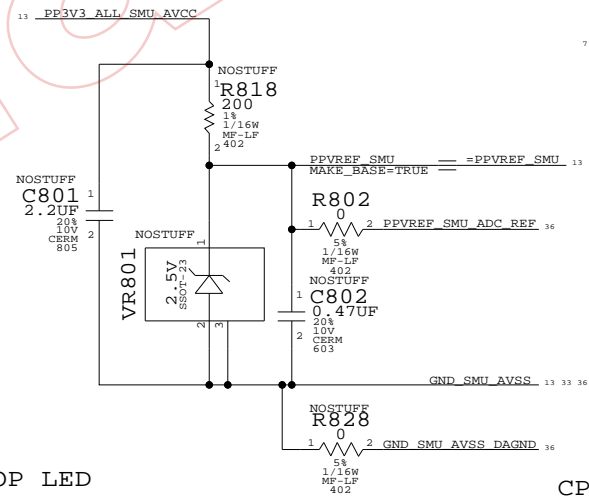 13 PP3V3_ALL_SMU_AVCC
7
NOSTUFF
1
R818
200
1%
1/16W
MF-LF
2 402
PPVREF_SMU =PPVREF_SMU 13
MAKE_BASE=TRUE
NOSTUFF
C801 1
2.2UF
20%
10V
CERM
805
2
R802
0
1 2 PPVREF_SMU_ADC_REF 36
5%
1/16W
MF-LF
402
NOSTUFF
1
VR801
2.5V
SSOT-23
2
3
NOSTUFF
1 C802
0.47UF
20%
10V
CERM
603
2
GND_SMU_AVSS 13 33 36
NOSTUFF
R828
0
1 2 GND_SMU_AVSS_DAGND 36
5%
1/16W
MF-LF
402
OP LED
CP